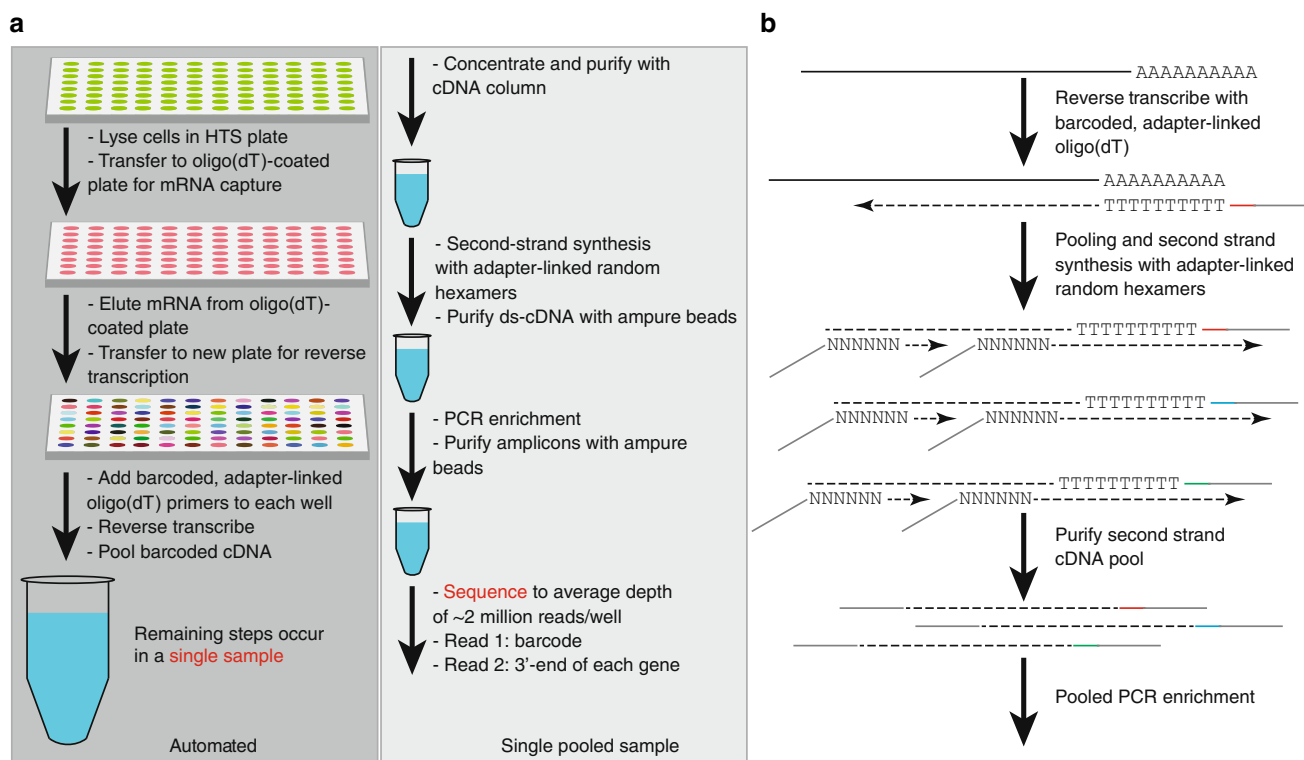 a
- Lyse cells in HTS plate
- Transfer to oligo(dT)-coated
plate for mRNA capture
- Elute mRNA from oligo(dT)-
coated plate
- Transfer to new plate for reverse
transcription
- Add barcoded, adapter-linked
oligo(dT) primers to each well
- Reverse transcribe
- Pool barcoded cDNA
Remaining steps occur
in a single sample
Automated
- Concentrate and purify with
cDNA column
- Second-strand synthesis
with adapter-linked random
hexamers
- Purify ds-cDNA with ampure beads
- PCR enrichment
- Purify amplicons with ampure
beads
- Sequence to average depth
of ~2 million reads/well
- Read 1: barcode
- Read 2: 3'-end of each gene
Single pooled sample
b
AAAAAAAAAA
Reverse transcribe with
barcoded, adapter-linked
oligo(dT)
AAAAAAAAAA
TTTTTTTTTT
Pooling and second strand
synthesis with adapter-linked
random hexamers
TTTTTTTTTT
NNNNNN NNNNNN
TTTTTTTTTT
NNNNNN NNNNNN
TTTTTTTTTT
NNNNNN NNNNNN
Purify second strand
cDNA pool
Pooled PCR enrichment